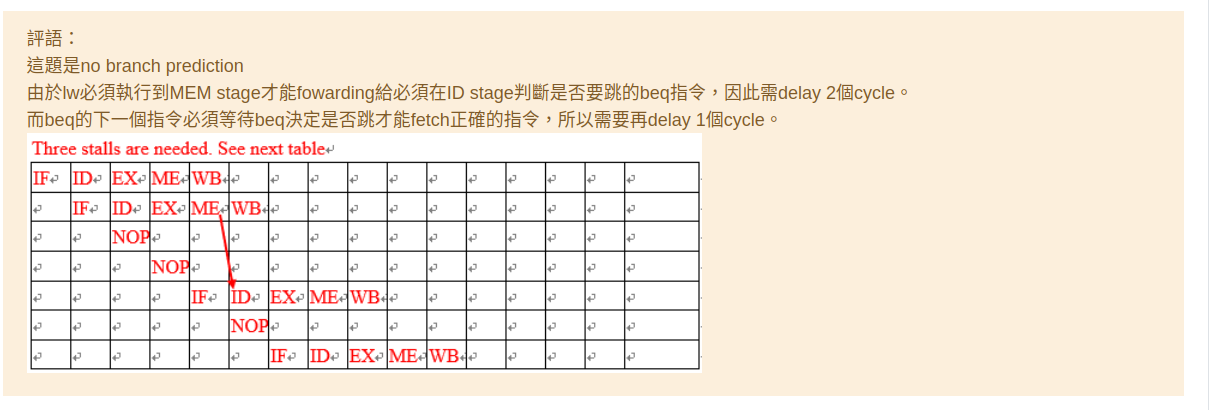 評語：
這題是no branch prediction
由於lw必須執行到MEM stage才能fowarding給必須在ID stage判斷是否要跳的beq指令，因此需delay 2個cycle。
而beq的下一個指令必須等待beq決定是否跳才能fetch正確的指令，所以需要再delay 1個cycle。
Three stalls are needed. See next table
IF ID EX ME WB
IF ID EX ME WB
NOP
NOP
IF ID EX ME WB
NOP
IF ID EX ME WB